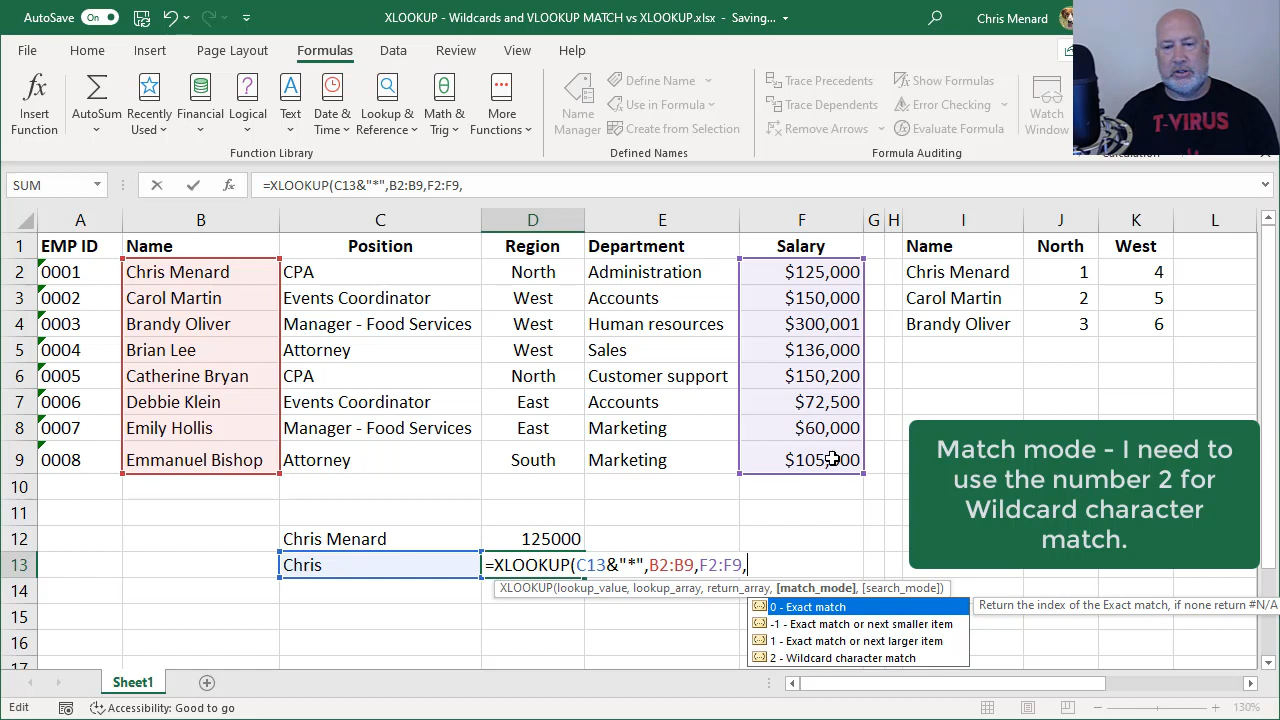 AutoSave On XLOOKUP - Wildcards and VLOOKUP MATCH vs XLOOKUP.xlsx - Saving... Chris Menard
File Home Insert Page Layout Formulas Data Review View Help
fx Σ θ
Insert Function
AutoSum
Recently Used
Financial
Logical
Text
Date & Time
Lookup & Reference
Math & Trig
More Functions
Function Library
Name Manager
Define Name
Use in Formula
Create from Selection
Defined Names
Trace Precedents
Trace Dependents
Remove Arrows
Show Formulas
Error Checking
Evaluate Formula
Formula Auditing
Watch Window
T-VIRUS
SUM fx =XLOOKUP(C13&"*",B2:B9,F2:F9,
A B C D E F G H I J K L
1 EMP ID Name Position Region Department Salary Name North West
2 0001 Chris Menard CPA North Administration $125,000 Chris Menard 1 4
3 0002 Carol Martin Events Coordinator West Accounts $150,000 Carol Martin 2 5
4 0003 Brandy Oliver Manager - Food Services West Human resources $300,001 Brandy Oliver 3 6
5 0004 Brian Lee Attorney West Sales $136,000
6 0005 Catherine Bryan CPA North Customer support $150,200
7 0006 Debbie Klein Events Coordinator East Accounts $72,500
8 0007 Emily Hollis Manager - Food Services East Marketing $60,000
9 0008 Emmanuel Bishop Attorney South Marketing
10
11
12 Chris Menard 125000
13 Chris =XLOOKUP(C13&"*",B2:B9,F2:F9,
14
15
16
17
Match mode - I need to
use the number 2 for
Wildcard character
match.
XLOOKUP(lookup_value, lookup_array, return_array, [match_mode], [search_mode])
0 - Exact match
-1 - Exact match or next smaller item
1 - Exact match or next larger item
2 - Wildcard character match
Return the index of the Exact match, if none return #N/A
Sheet1
Edit Accessibility: Good to go 130%